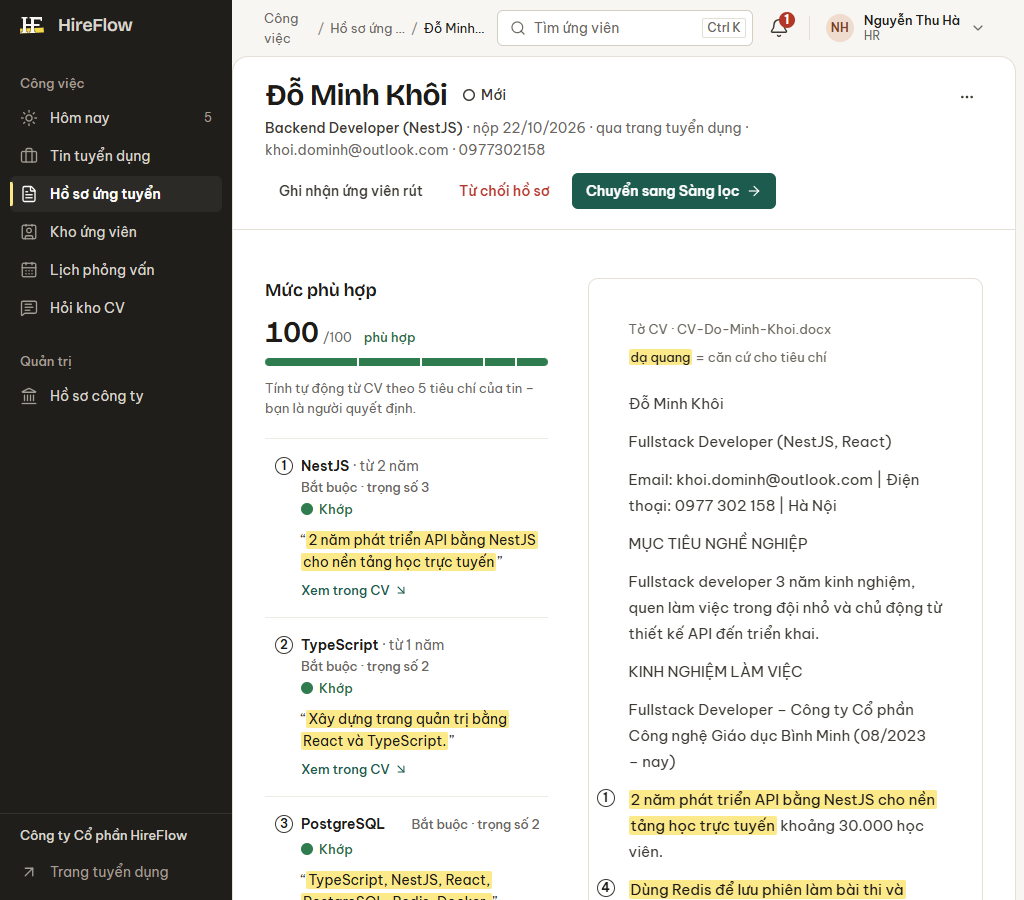 HE HireFlow
Công việc
Hôm nay 5
Tin tuyển dụng
Hồ sơ ứng tuyển
Kho ứng viên
Lịch phỏng vấn
Hỏi kho CV
Quản trị
Hồ sơ công ty
Công ty Cổ phần HireFlow
Trang tuyển dụng
Công việc / Hồ sơ ứng ... / Đỗ Minh...
Tìm ứng viên Ctrl K
1
NH
Nguyễn Thu Hà
HR
Đỗ Minh Khôi Mới
Backend Developer (NestJS) · nộp 22/10/2026 · qua trang tuyển dụng ·
khoi.dominh@outlook.com · 0977302158
Ghi nhận ứng viên rút Từ chối hồ sơ Chuyển sang Sàng lọc →
Mức phù hợp
100 /100 phù hợp
Tính tự động từ CV theo 5 tiêu chí của tin –
bạn là người quyết định.
1 NestJS · từ 2 năm
Bắt buộc · trọng số 3
Khớp
“2 năm phát triển API bằng NestJS
cho nền tảng học trực tuyến”
Xem trong CV ↘
2 TypeScript · từ 1 năm
Bắt buộc · trọng số 2
Khớp
“Xây dựng trang quản trị bằng
React và TypeScript.”
Xem trong CV ↘
3 PostgreSQL Bắt buộc · trọng số 2
Khớp
“TypeScript, NestJS, React,
PostgreSQL, Redis, Docker.”
Tờ CV · CV-Do-Minh-Khoi.docx
dạ quang = căn cứ cho tiêu chí
Đỗ Minh Khôi
Fullstack Developer (NestJS, React)
Email: khoi.dominh@outlook.com | Điện
thoại: 0977 302 158 | Hà Nội
MỤC TIÊU NGHỀ NGHIỆP
Fullstack developer 3 năm kinh nghiệm,
quen làm việc trong đội nhỏ và chủ động từ
thiết kế API đến triển khai.
KINH NGHIỆM LÀM VIỆC
Fullstack Developer – Công ty Cổ phần
Công nghệ Giáo dục Bình Minh (08/2023
– nay)
1 2 năm phát triển API bằng NestJS cho nền
tảng học trực tuyến khoảng 30.000 học
viên.
4 Dùng Redis để lưu phiên làm bài thi và